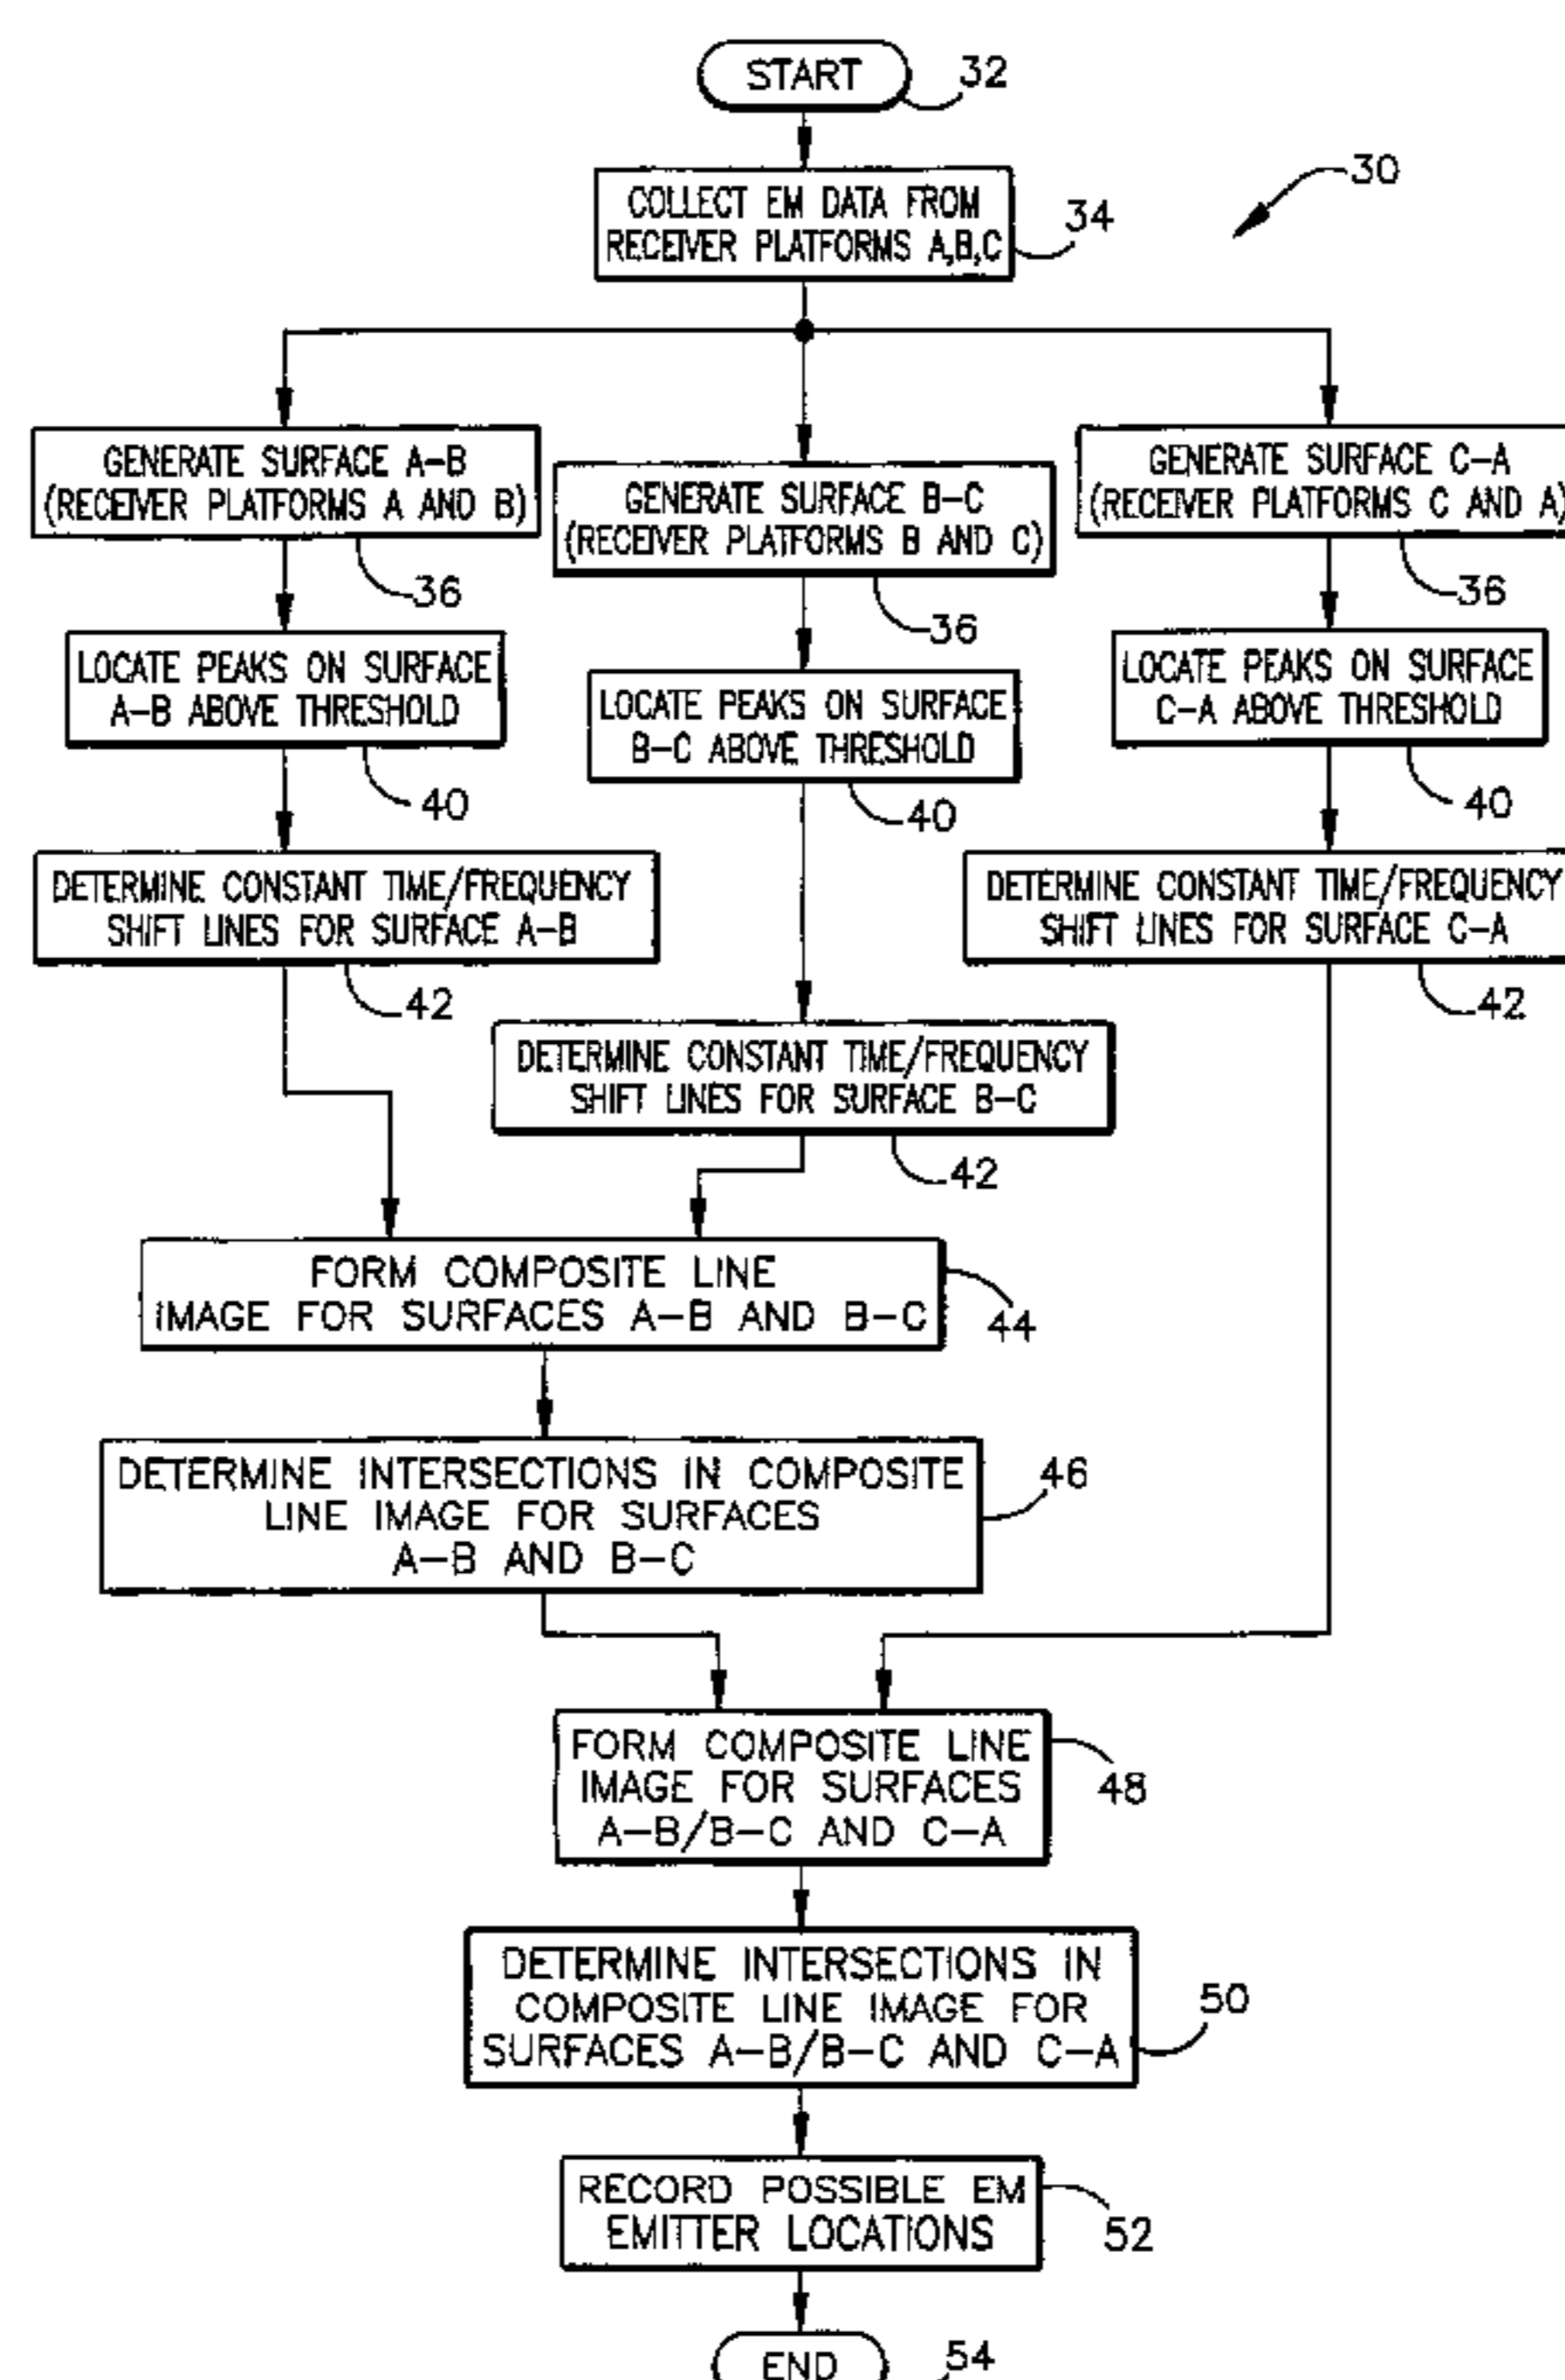 START
32
COLLECT EM DATA FROM
RECEIVER PLATFORMS A,B,C
34
30
GENERATE SURFACE A-B
(RECEIVER PLATFORMS A AND B)
36
GENERATE SURFACE B-C
(RECEIVER PLATFORMS B AND C)
36
GENERATE SURFACE C-A
(RECEIVER PLATFORMS C AND A)
36
LOCATE PEAKS ON SURFACE
A-B ABOVE THRESHOLD
40
LOCATE PEAKS ON SURFACE
B-C ABOVE THRESHOLD
40
LOCATE PEAKS ON SURFACE
C-A ABOVE THRESHOLD
40
DETERMINE CONSTANT TIME/FREQUENCY
SHIFT LINES FOR SURFACE A-B
42
DETERMINE CONSTANT TIME/FREQUENCY
SHIFT LINES FOR SURFACE C-A
42
DETERMINE CONSTANT TIME/FREQUENCY
SHIFT LINES FOR SURFACE B-C
42
FORM COMPOSITE LINE
IMAGE FOR SURFACES A-B AND B-C
44
DETERMINE INTERSECTIONS IN COMPOSITE
LINE IMAGE FOR SURFACES
A-B AND B-C
46
FORM COMPOSITE LINE
IMAGE FOR SURFACES
A-B/B-C AND C-A
48
DETERMINE INTERSECTIONS IN
COMPOSITE LINE IMAGE FOR
SURFACES A-B/B-C AND C-A
50
RECORD POSSIBLE EM
EMITTER LOCATIONS
52
END
54